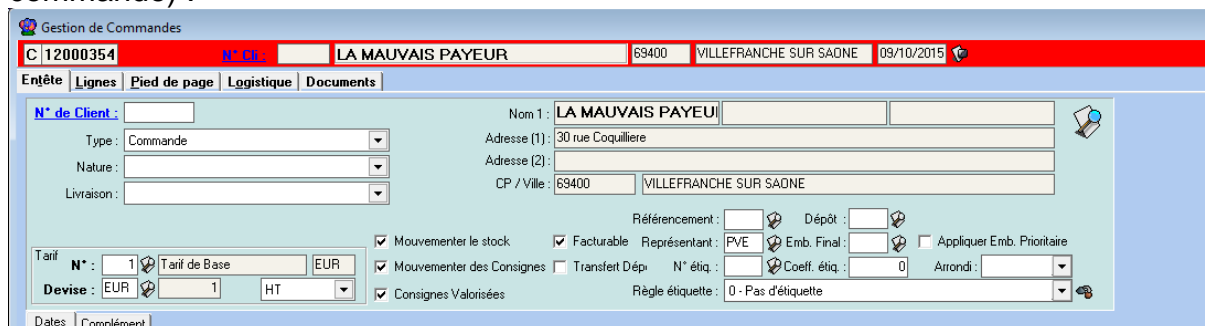 commande) :
Gestion de Commandes
C 12000354 N° Cli : LA MAUVAIS PAYEUR 69400 VILLEFRANCHE SUR SAONE 09/10/2015
Entête Lignes Pied de page Logistique Documents
N° de Client : Nom 1 : LA MAUVAIS PAYEU
Type : Commande Adresse (1) : 30 rue Coquilliere
Nature : Adresse (2) :
Livraison : CP / Ville : 69400 VILLEFRANCHE SUR SAONE
Référencement : Dépôt :
Mouvementer le stock Facturable Représentant : PVE Emb. Final : Appliquer Emb. Prioritaire
Tarif
N° : 1 Tarif de Base EUR Mouvementer des Consignes Transfert Dép N° étiq. : Coeff. étiq. : 0 Arrondi :
Devise : EUR 1 HT Consignes Valorisées Règle étiquette : 0 - Pas d'étiquette
Dates Complément